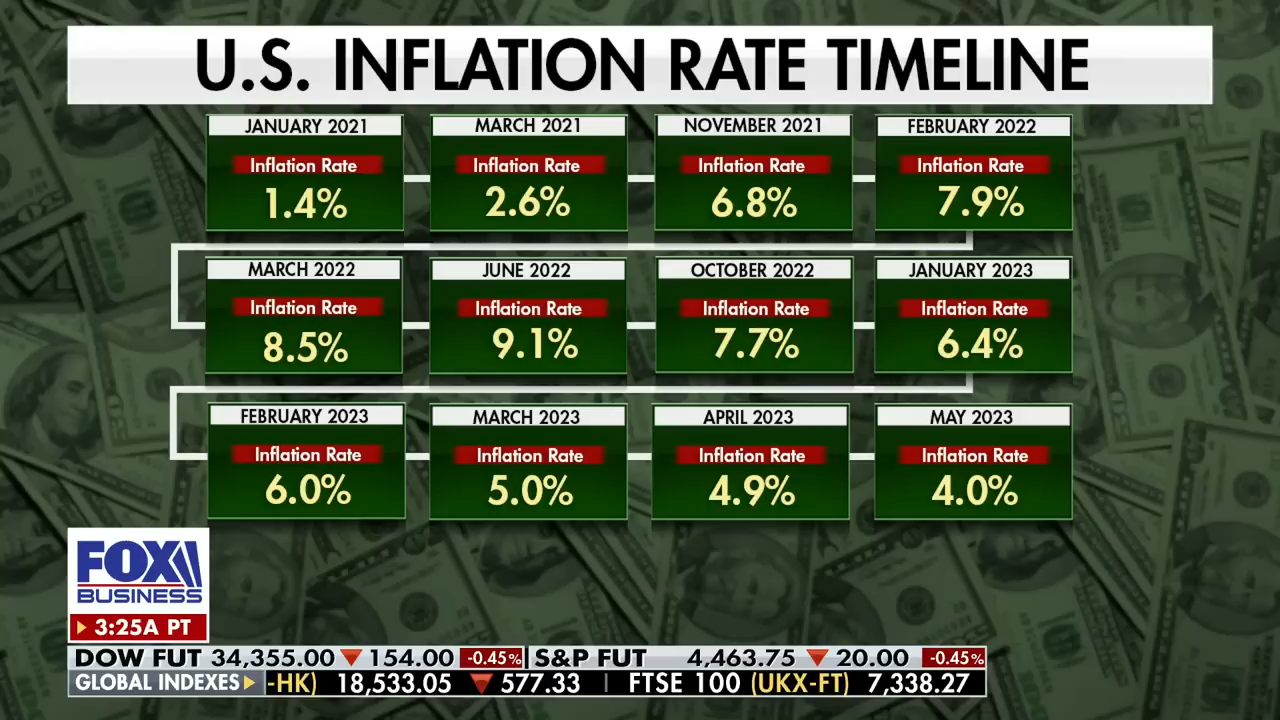 U.S. INFLATION RATE TIMELINE
JANUARY 2021
Inflation Rate
1.4%
MARCH 2021
Inflation Rate
2.6%
NOVEMBER 2021
Inflation Rate
6.8%
FEBRUARY 2022
Inflation Rate
7.9%
MARCH 2022
Inflation Rate
8.5%
JUNE 2022
Inflation Rate
9.1%
OCTOBER 2022
Inflation Rate
7.7%
JANUARY 2023
Inflation Rate
6.4%
FEBRUARY 2023
Inflation Rate
6.0%
MARCH 2023
Inflation Rate
5.0%
APRIL 2023
Inflation Rate
4.9%
MAY 2023
Inflation Rate
4.0%
FOX
BUSINESS
3:25A PT
DOW FUT 34,355.00 ▼ 154.00 -0.45% S&P FUT 4,463.75 ▼ 20.00 -0.45%
GLOBAL INDEXES -HK) 18,533.05 ▼ 577.33 | FTSE 100 (UKX-FT) 7,338.27